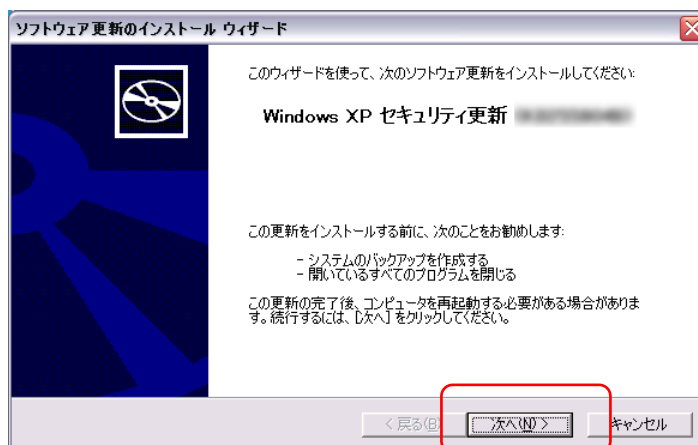 ソフトウェア更新のインストール ウィザード
このウィザードを使って、次のソフトウェア更新をインストールしてください:
Windows XP セキュリティ更新
この更新をインストールする前に、次のことをお勧めします:
- システムのバックアップを作成する
- 開いているすべてのプログラムを閉じる
この更新の完了後、コンピュータを再起動する必要がある場合がありま
す。続行するには、[次へ] をクリックしてください。
< 戻る(B)
次へ(N) >
キャンセル